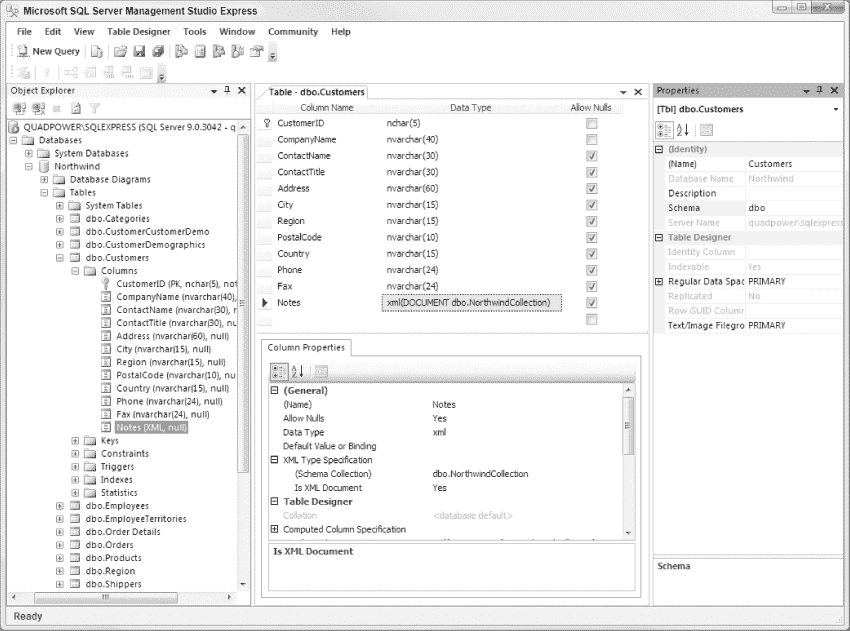 Microsoft SQL Server Management Studio Express
File Edit View Table Designer Tools Window Community Help
New Query
Object Explorer
QUADPOWER\SQLEXPRESS (SQL Server 9.0.3042 - q
Databases
System Databases
Northwind
Database Diagrams
Tables
System Tables
dbo.Categories
dbo.CustomerCustomerDemo
dbo.CustomerDemographics
dbo.Customers
Columns
CustomerID (PK, nchar(5), not
CompanyName (nvarchar(40),
ContactName (nvarchar(30), r
ContactTitle (nvarchar(30), nu
Address (nvarchar(60), null)
City (nvarchar(15), null)
Region (nvarchar(15), null)
PostalCode (nvarchar(10), nu
Country (nvarchar(15), null)
Phone (nvarchar(24), null)
Fax (nvarchar(24), null)
Notes (XML, null)
Keys
Constraints
Triggers
Indexes
Statistics
dbo.Employees
dbo.EmployeeTerritories
dbo.Order Details
dbo.Orders
dbo.Products
dbo.Region
dbo.Shippers
Table - dbo.Customers
Column Name Data Type Allow Nulls
CustomerID nchar(5)
CompanyName nvarchar(40)
ContactName nvarchar(30)
ContactTitle nvarchar(30)
Address nvarchar(60)
City nvarchar(15)
Region nvarchar(15)
PostalCode nvarchar(10)
Country nvarchar(15)
Phone nvarchar(24)
Fax nvarchar(24)
Notes xml(DOCUMENT dbo.NorthwindCollection)
Column Properties
(General)
(Name) Notes
Allow Nulls Yes
Data Type xml
Default Value or Binding
XML Type Specification
(Schema Collection) dbo.NorthwindCollection
Is XML Document Yes
Table Designer
Collation <database default>
Computed Column Specification
Is XML Document
Properties
[Tbl] dbo.Customers
(Identity)
(Name) Customers
Database Name Northwind
Description
Schema dbo
Server Name quadpower\sqlexpress
Table Designer
Identity Column
Indexable Yes
Regular Data Spac PRIMARY
Replicated No
Row GUID Column
Text/Image Filegro PRIMARY
Schema
Ready